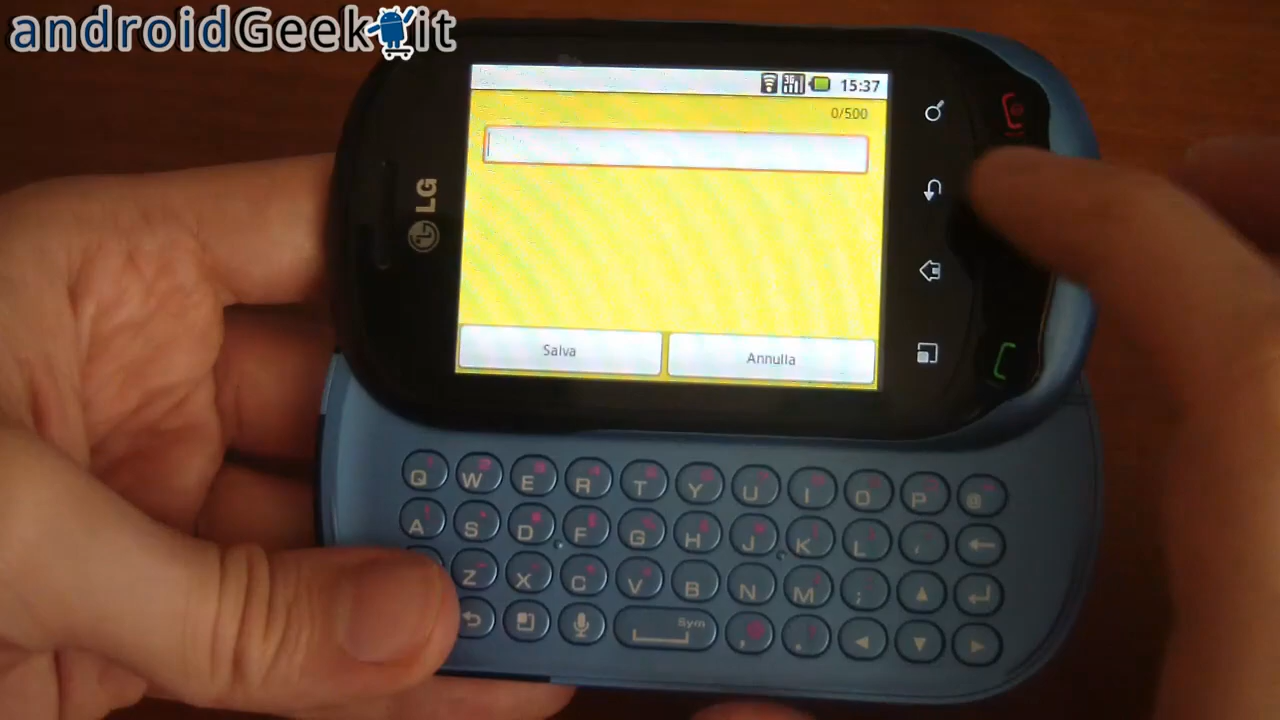 androidGeek it
15:37
0/500
LG
Salva Annulla
Q W E R T Y U I O P @
A S D F G H J K L
Z X C V B N M ;
Sym